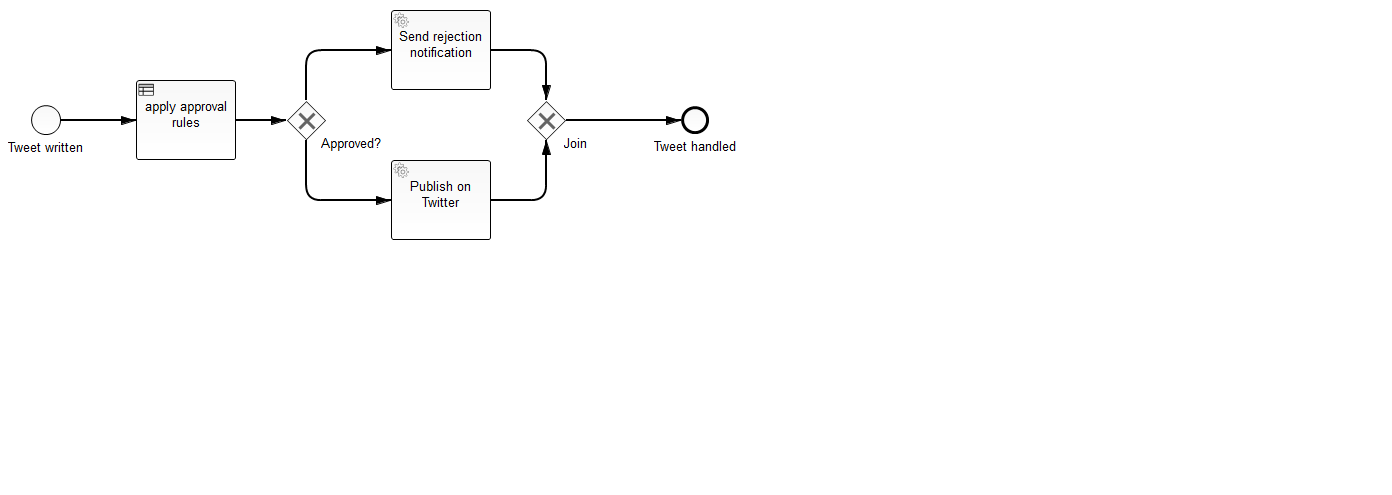 Tweet written
apply approval
rules
Approved?
Send rejection
notification
Publish on
Twitter
Join
Tweet handled